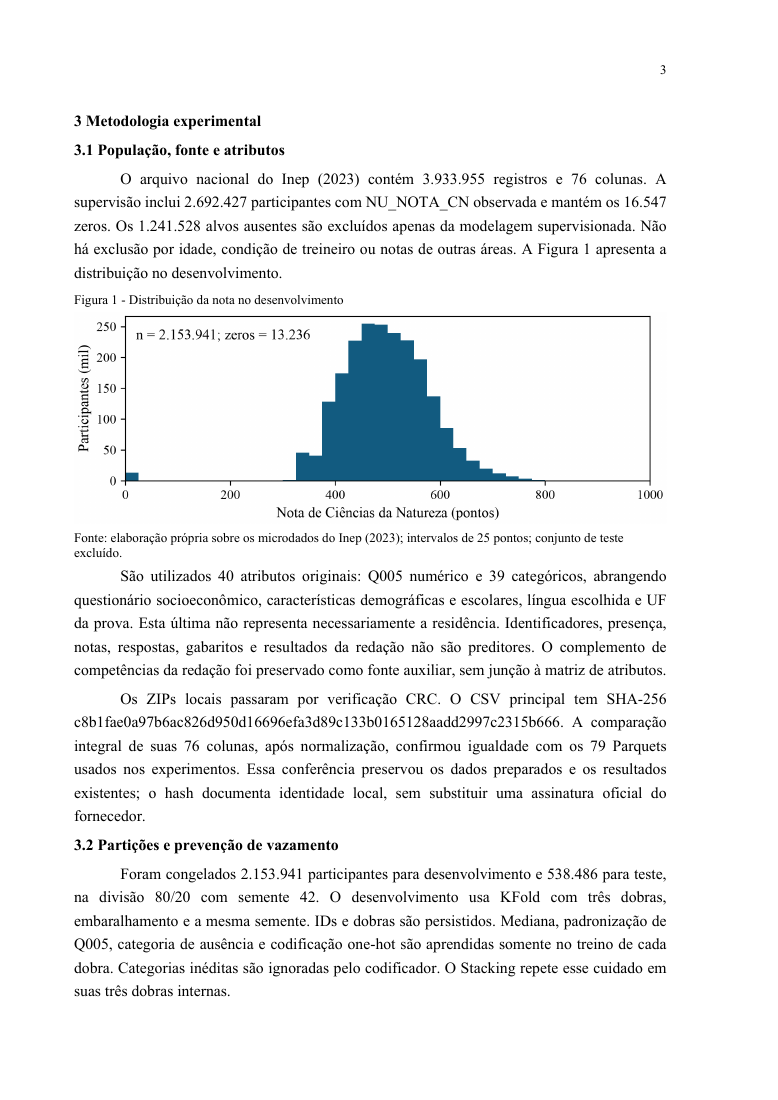 3
3 Metodologia experimental
3.1 População, fonte e atributos
O arquivo nacional do Inep (2023) contém 3.933.955 registros e 76 colunas. A
supervisão inclui 2.692.427 participantes com NU_NOTA_CN observada e mantém os 16.547
zeros. Os 1.241.528 alvos ausentes são excluídos apenas da modelagem supervisionada. Não
há exclusão por idade, condição de treineiro ou notas de outras áreas. A Figura 1 apresenta a
distribuição no desenvolvimento.
Figura 1 - Distribuição da nota no desenvolvimento
n = 2.153.941; zeros = 13.236
Participantes (mil)
250
200
150
100
50
0
0 200 400 600 800 1000
Nota de Ciências da Natureza (pontos)
Fonte: elaboração própria sobre os microdados do Inep (2023); intervalos de 25 pontos; conjunto de teste
excluído.
São utilizados 40 atributos originais: Q005 numérico e 39 categóricos, abrangendo
questionário socioeconômico, características demográficas e escolares, língua escolhida e UF
da prova. Esta última não representa necessariamente a residência. Identificadores, presença,
notas, respostas, gabaritos e resultados da redação não são preditores. O complemento de
competências da redação foi preservado como fonte auxiliar, sem junção à matriz de atributos.
Os ZIPs locais passaram por verificação CRC. O CSV principal tem SHA-256
c8b1fae0a97b6ac826d950d16696efa3d89c133b0165128aadd2997c2315b666. A comparação
integral de suas 76 colunas, após normalização, confirmou igualdade com os 79 Parquets
usados nos experimentos. Essa conferência preservou os dados preparados e os resultados
existentes; o hash documenta identidade local, sem substituir uma assinatura oficial do
fornecedor.
3.2 Partições e prevenção de vazamento
Foram congelados 2.153.941 participantes para desenvolvimento e 538.486 para teste,
na divisão 80/20 com semente 42. O desenvolvimento usa KFold com três dobras,
embaralhamento e a mesma semente. IDs e dobras são persistidos. Mediana, padronização de
Q005, categoria de ausência e codificação one-hot são aprendidas somente no treino de cada
dobra. Categorias inéditas são ignoradas pelo codificador. O Stacking repete esse cuidado em
suas três dobras internas.